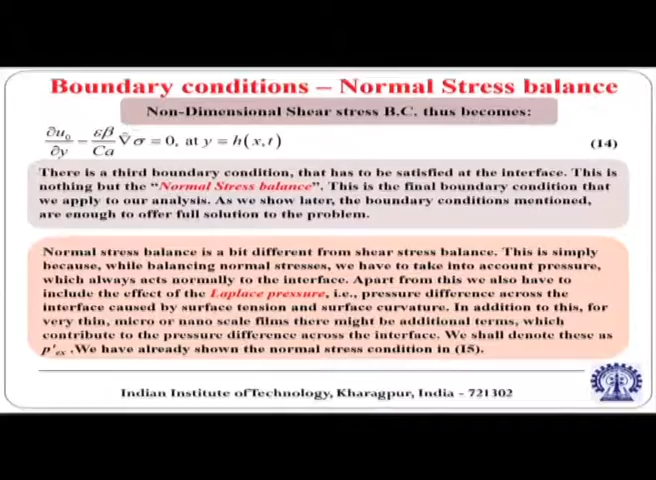 Boundary conditions – Normal Stress balance
Non-Dimensional Shear stress B.C. thus becomes:
∂u₀/∂y − εβ/Ca ∇̃σ = 0, at y = h(x,t) (14)
There is a third boundary condition, that has to be satisfied at the interface. This is
nothing but the “Normal Stress balance”. This is the final boundary condition that
we apply to our analysis. As we show later, the boundary conditions mentioned,
are enough to offer full solution to the problem.
Normal stress balance is a bit different from shear stress balance. This is simply
because, while balancing normal stresses, we have to take into account pressure,
which always acts normally to the interface. Apart from this we also have to
include the effect of the Laplace pressure, i.e., pressure difference across the
interface caused by surface tension and surface curvature. In addition to this, for
very thin, micro or nano scale films there might be additional terms, which
contribute to the pressure difference across the interface. We shall denote these as
p'ₑₓ .We have already shown the normal stress condition in (I5).
Indian Institute of Technology, Kharagpur, India – 721302